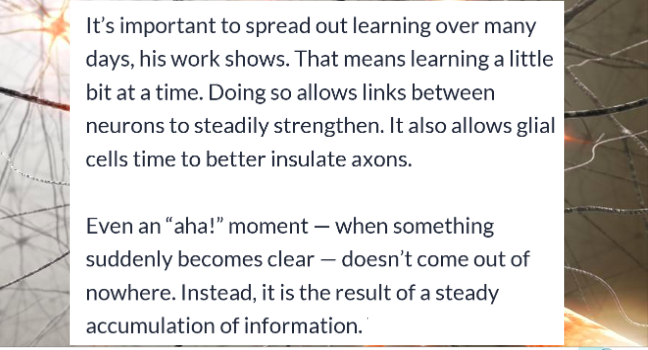 It’s important to spread out learning over many
days, his work shows. That means learning a little
bit at a time. Doing so allows links between
neurons to steadily strengthen. It also allows glial
cells time to better insulate axons.
Even an “aha!” moment — when something
suddenly becomes clear — doesn’t come out of
nowhere. Instead, it is the result of a steady
accumulation of information.